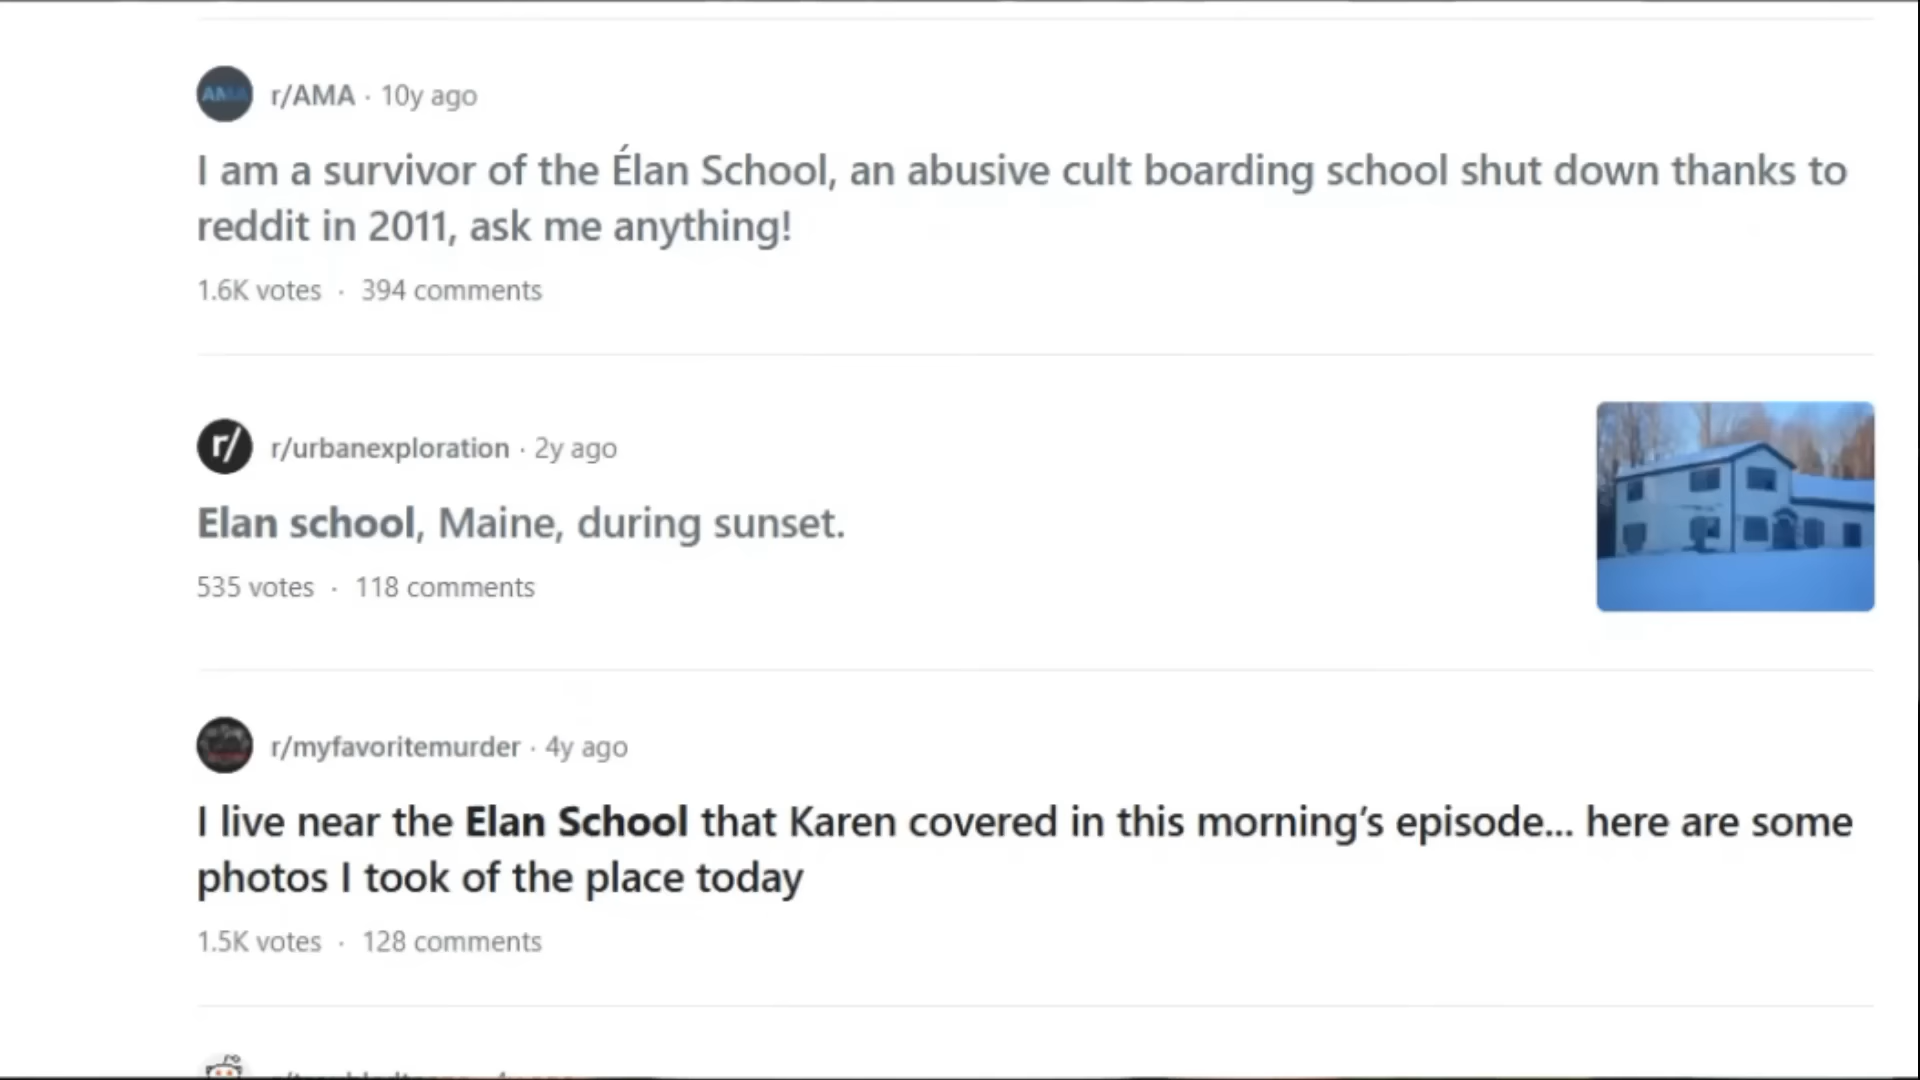 r/AMA · 10y ago
I am a survivor of the Élan School, an abusive cult boarding school shut down thanks to
reddit in 2011, ask me anything!
1.6K votes · 394 comments
r/urbanexploration · 2y ago
Elan school, Maine, during sunset.
535 votes · 118 comments
r/myfavoritemurder · 4y ago
I live near the Elan School that Karen covered in this morning’s episode... here are some
photos I took of the place today
1.5K votes · 128 comments